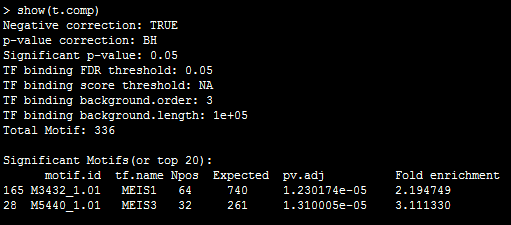 > show(t.comp)
Negative correction: TRUE
p-value correction: BH
Significant p-value: 0.05
TF binding FDR threshold: 0.05
TF binding score threshold: NA
TF binding background.order: 3
TF binding background.length: 1e+05
Total Motif: 336
Significant Motifs(or top 20):
motif.id tf.name Npos Expected pv.adj Fold enrichment
165 M3432_1.01 MEIS1 64 740 1.230174e-05 2.194749
28 M5440_1.01 MEIS3 32 261 1.310005e-05 3.111330